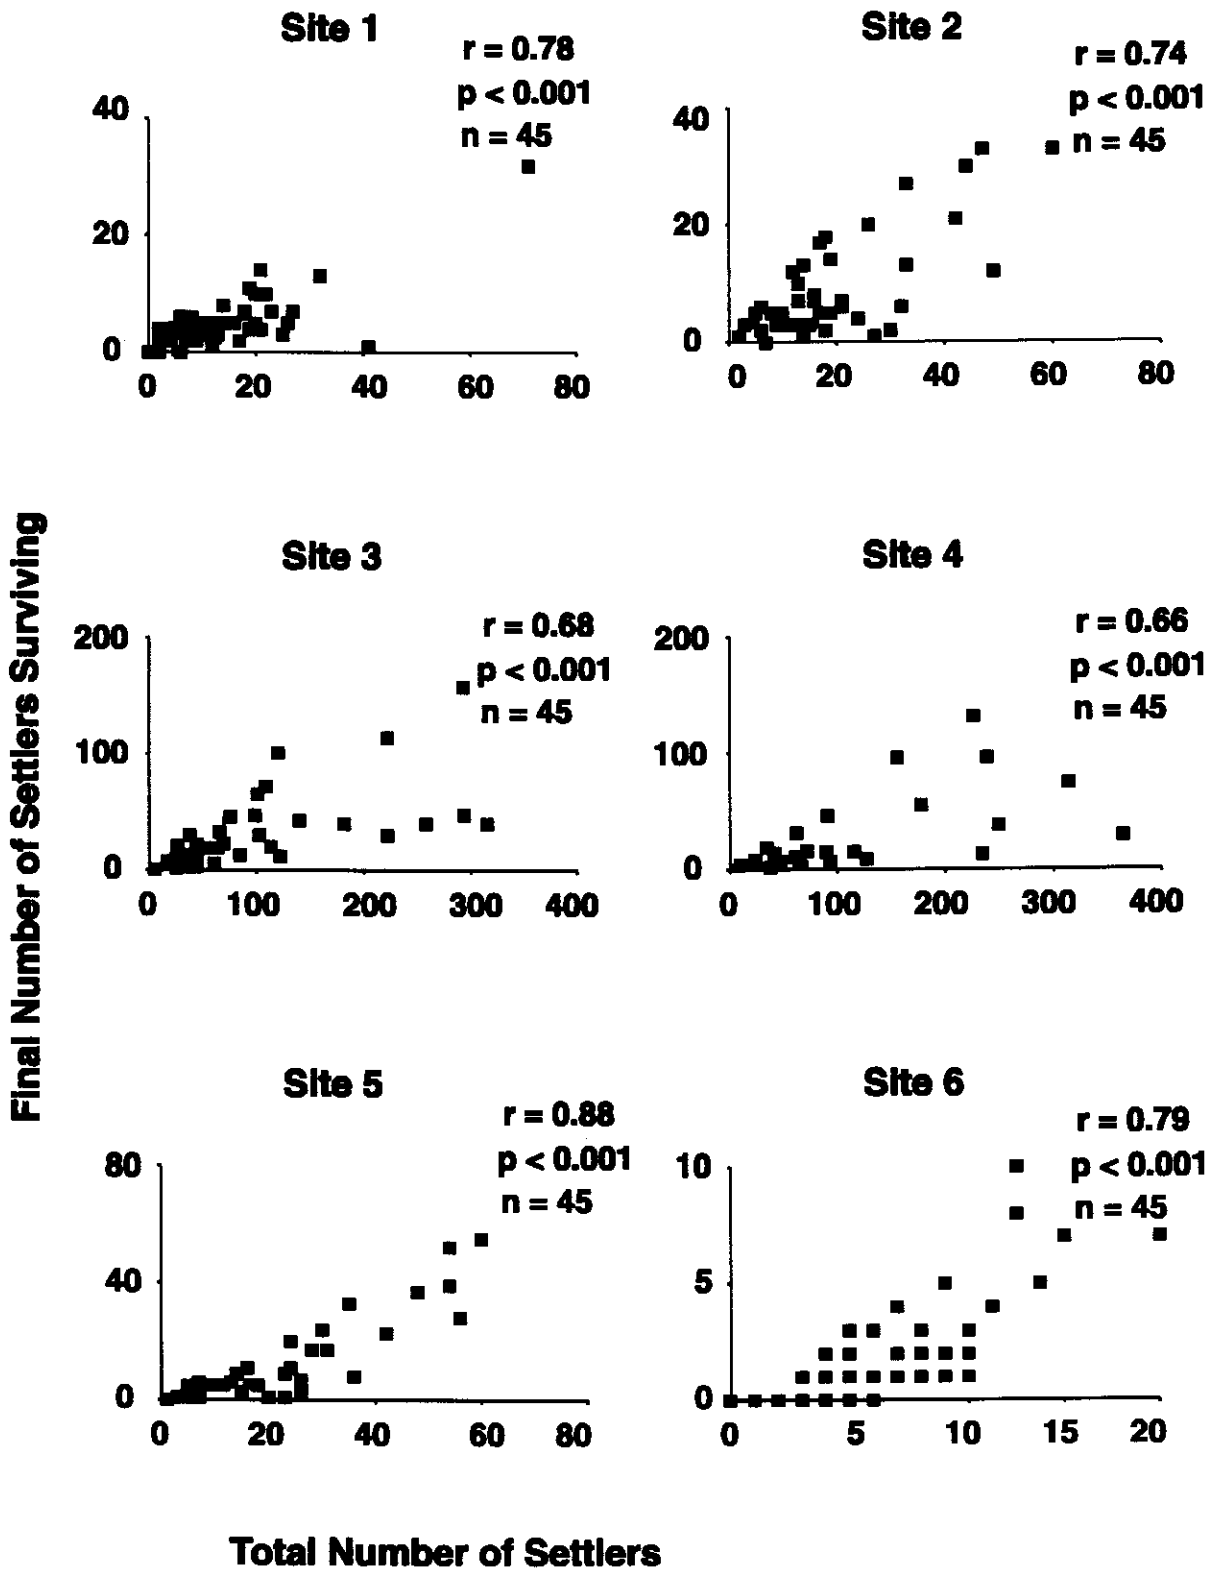 Site 1
r = 0.78
p < 0.001
n = 45
40
20
0
0 20 40 60 80
Site 2
r = 0.74
p < 0.001
n = 45
40
20
0
0 20 40 60 80
Final Number of Settlers Surviving
Site 3
r = 0.68
p < 0.001
n = 45
200
100
0
0 100 200 300 400
Site 4
r = 0.66
p < 0.001
n = 45
200
100
0
0 100 200 300 400
Site 5
r = 0.88
p < 0.001
n = 45
80
40
0
0 20 40 60 80
Site 6
r = 0.79
p < 0.001
n = 45
10
5
0
0 5 10 15 20
Total Number of Settlers